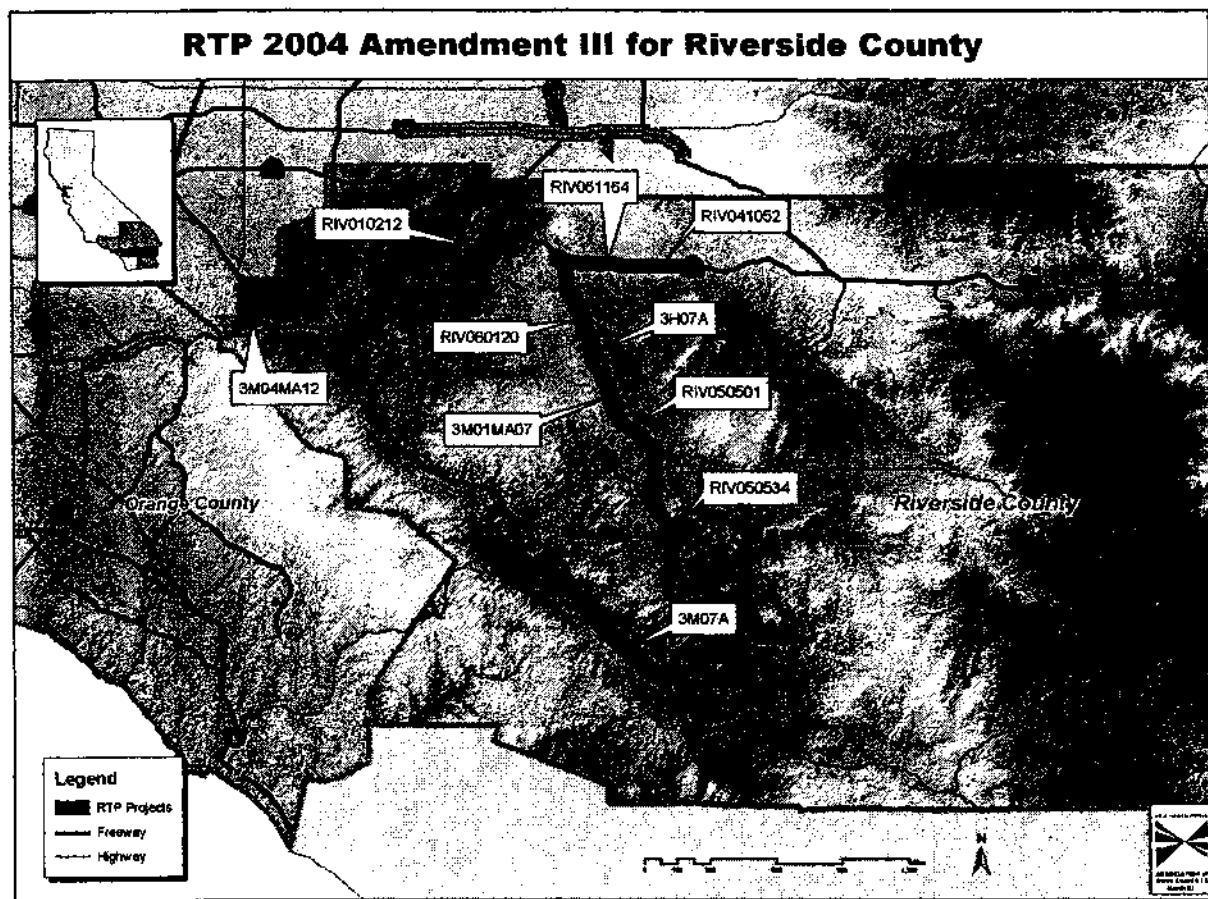 RTP 2004 Amendment III for Riverside County
RIV061164
RIV010212
RIV041052
RIV060120
3H07A
3M04MA12
RIV050501
3M01MA07
RIV050534
Orange County
Riverside County
3M07A
Legend
RTP Projects
Freeway
Highway
N